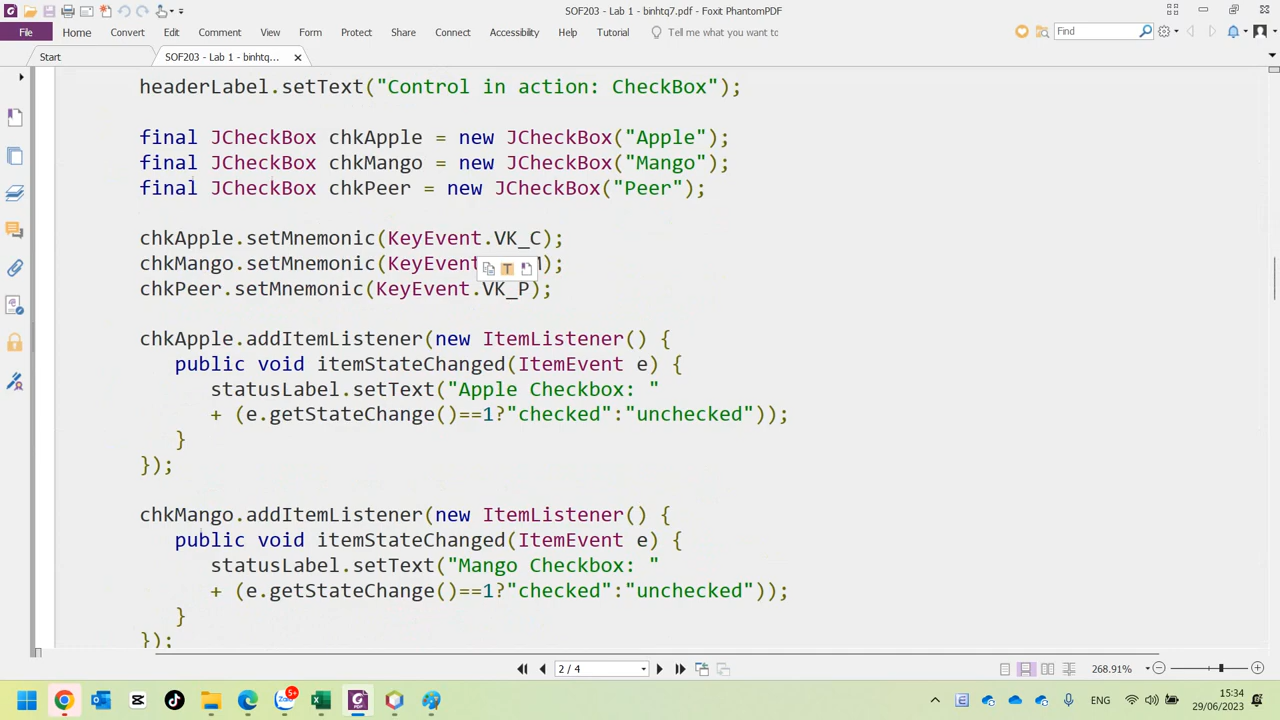 SOF203 - Lab 1 - binhtq7.pdf - Foxit PhantomPDF
File Home Convert Edit Comment View Form Protect Share Connect Accessibility Help Tutorial Tell me what you want to Find
Start SOF203 - Lab 1 - binhtq...
headerLabel.setText("Control in action: CheckBox");
final JCheckBox chkApple = new JCheckBox("Apple");
final JCheckBox chkMango = new JCheckBox("Mango");
final JCheckBox chkPeer = new JCheckBox("Peer");
chkApple.setMnemonic(KeyEvent.VK_C);
chkMango.setMnemonic(KeyEvent );
chkPeer.setMnemonic(KeyEvent.VK_P);
chkApple.addItemListener(new ItemListener() {
public void itemStateChanged(ItemEvent e) {
statusLabel.setText("Apple Checkbox: "
+ (e.getStateChange()==1?"checked":"unchecked"));
}
});
chkMango.addItemListener(new ItemListener() {
public void itemStateChanged(ItemEvent e) {
statusLabel.setText("Mango Checkbox: "
+ (e.getStateChange()==1?"checked":"unchecked"));
}
});
2 / 4 268.91%
Zalo 5+ ENG 15:34
29/06/2023